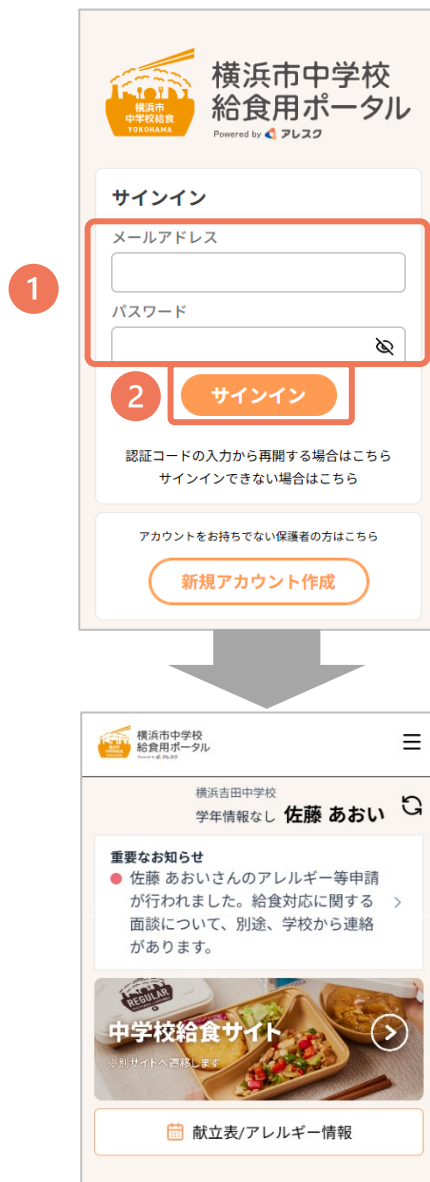 横浜市
中学校給食
YOKOHAMA
横浜市中学校
給食用ポータル
Powered by アレスク
サインイン
メールアドレス
1
パスワード
2
サインイン
認証コードの入力から再開する場合はこちら
サインインできない場合はこちら
アカウントをお持ちでない保護者の方はこちら
新規アカウント作成
横浜市中学校
給食用ポータル
Powered by アレスク
横浜吉田中学校
学年情報なし 佐藤 あおい
重要なお知らせ
佐藤 あおいさんのアレルギー等申請
が行われました。給食対応に関する
面談について、別途、学校から連絡
があります。
REGULAR
中学校給食サイト
※別サイトへ遷移します
献立表/アレルギー情報